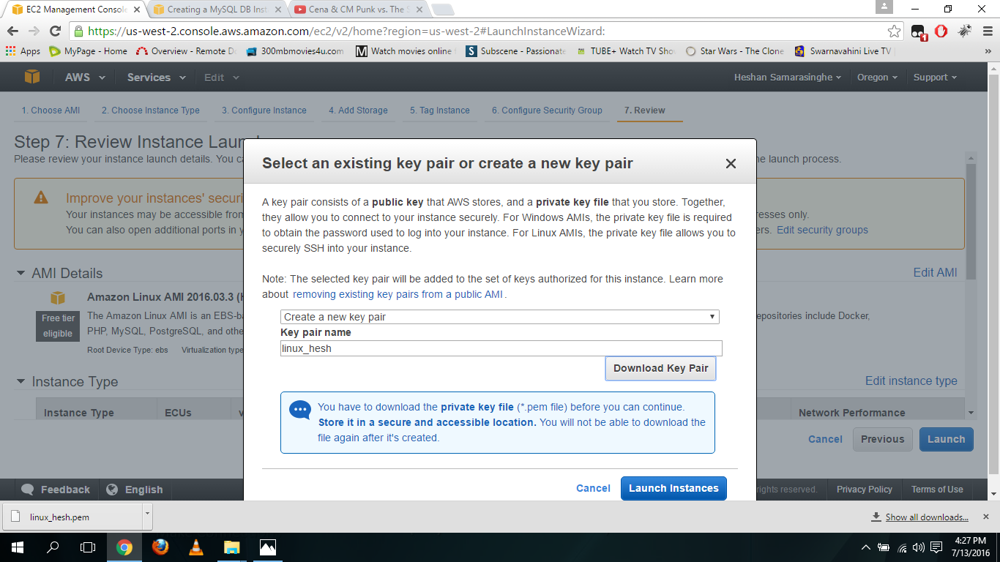 EC2 Management Console
Creating a MySQL DB Inst
Cena & CM Punk vs. The S
https://us-west-2.console.aws.amazon.com/ec2/v2/home?region=us-west-2#LaunchInstanceWizard:
Apps MyPage - Home Overview - Remote De 300mbmovies4u.com Watch movies online f Subscene - Passionate TUBE+ Watch TV Sho Star Wars - The Clone Swarnavahini Live TV »
1
AWS Services Edit Heshan Samarasinghe Oregon Support
1. Choose AMI 2. Choose Instance Type 3. Configure Instance 4. Add Storage 5. Tag Instance 6. Configure Security Group 7. Review
Step 7: Review Instance Laun
Please review your instance launch details. You ca he launch process.
Improve your instances' securi
Your instances may be accessible from resses only.
You can also open additional ports in y ers. Edit security groups
AMI Details Edit AMI
Amazon Linux AMI 2016.03.3 (H
Free tier
eligible
The Amazon Linux AMI is an EBS-ba epositories include Docker,
PHP, MySQL, PostgreSQL, and othe
Root Device Type: ebs Virtualization type
Instance Type Edit instance type
Instance Type ECUs v Network Performance
Cancel Previous Launch
Select an existing key pair or create a new key pair
A key pair consists of a public key that AWS stores, and a private key file that you store. Together,
they allow you to connect to your instance securely. For Windows AMIs, the private key file is required
to obtain the password used to log into your instance. For Linux AMIs, the private key file allows you to
securely SSH into your instance.
Note: The selected key pair will be added to the set of keys authorized for this instance. Learn more
about removing existing key pairs from a public AMI.
Create a new key pair
Key pair name
linux_hesh
Download Key Pair
You have to download the private key file (*.pem file) before you can continue.
Store it in a secure and accessible location. You will not be able to download the
file again after it's created.
Cancel Launch Instances
Feedback English rights reserved. Privacy Policy Terms of Use
linux_hesh.pem Show all downloads...
4:27 PM
7/13/2016